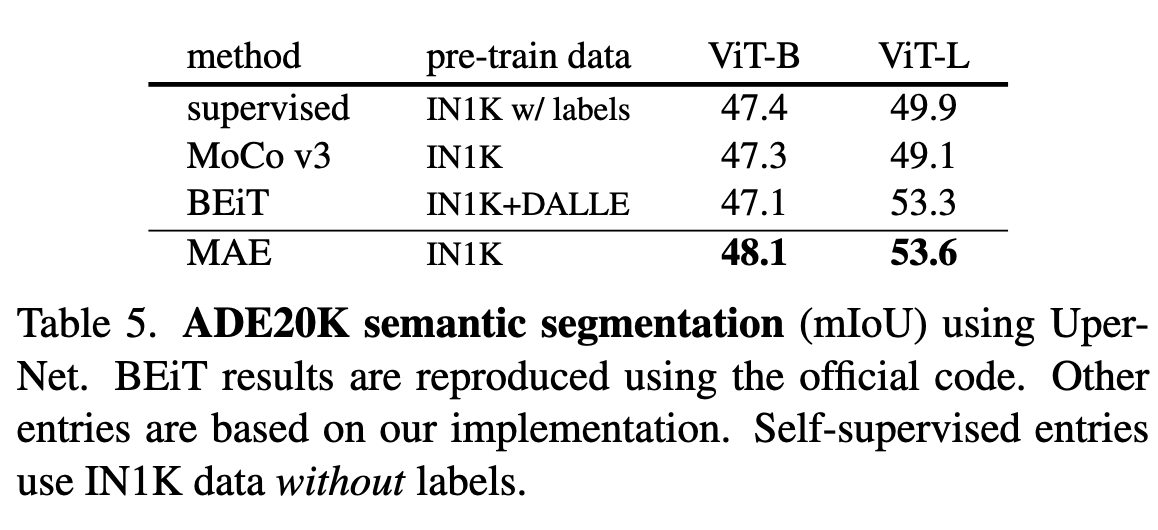 method pre-train data ViT-B ViT-L
supervised IN1K w/ labels 47.4 49.9
MoCo v3 IN1K 47.3 49.1
BEiT IN1K+DALLE 47.1 53.3
MAE IN1K 48.1 53.6
Table 5. ADE20K semantic segmentation (mIoU) using Uper-
Net. BEiT results are reproduced using the official code. Other
entries are based on our implementation. Self-supervised entries
use IN1K data without labels.